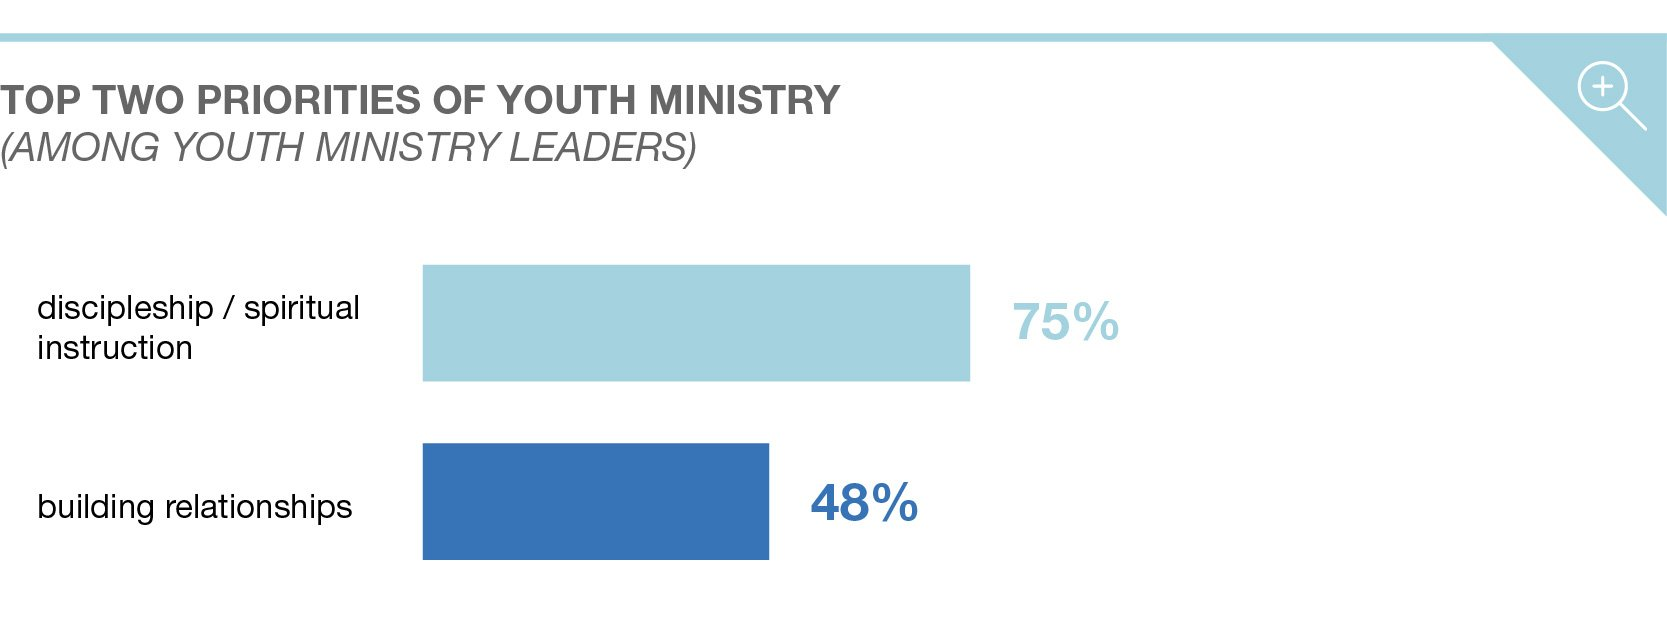 TOP TWO PRIORITIES OF YOUTH MINISTRY
(AMONG YOUTH MINISTRY LEADERS)
discipleship / spiritual
instruction
75%
building relationships
48%